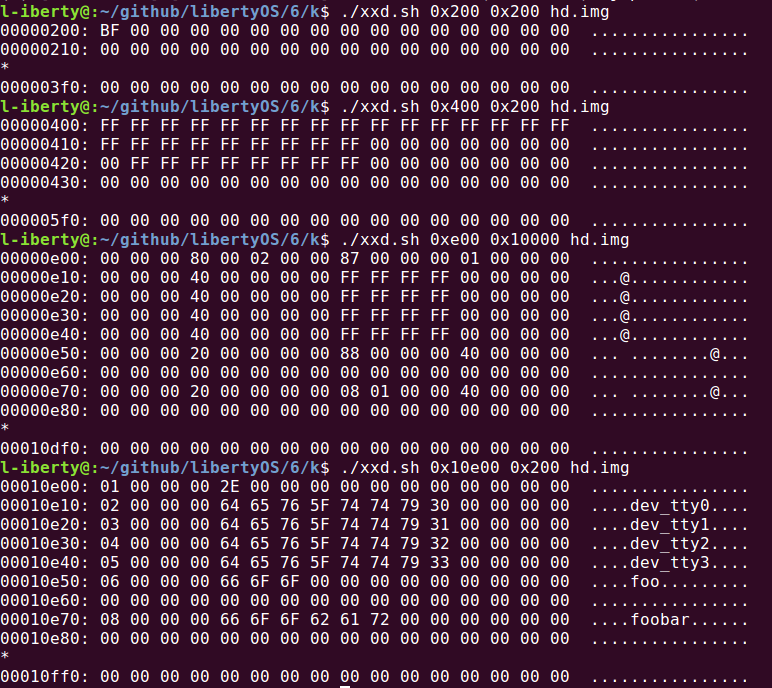 l-liberty@:~/github/libertyOS/6/k$ ./xxd.sh 0x200 0x200 hd.img
00000200: BF 00 00 00 00 00 00 00 00 00 00 00 00 00 00 00  ................
00000210: 00 00 00 00 00 00 00 00 00 00 00 00 00 00 00 00  ................
*
000003f0: 00 00 00 00 00 00 00 00 00 00 00 00 00 00 00 00  ................
l-iberty@:~/github/libertyOS/6/k$ ./xxd.sh 0x400 0x200 hd.img
00000400: FF FF FF FF FF FF FF FF FF FF FF FF FF FF FF FF  ................
00000410: FF FF FF FF FF FF FF FF FF 00 00 00 00 00 00 00  ................
00000420: 00 FF FF FF FF FF FF FF FF 00 00 00 00 00 00 00  ................
00000430: 00 00 00 00 00 00 00 00 00 00 00 00 00 00 00 00  ................
*
000005f0: 00 00 00 00 00 00 00 00 00 00 00 00 00 00 00 00  ................
l-iberty@:~/github/libertyOS/6/k$ ./xxd.sh 0xe00 0x10000 hd.img
00000e00: 00 00 00 80 00 02 00 00 87 00 00 00 01 00 00 00  ................
00000e10: 00 00 00 40 00 00 00 00 FF FF FF FF 00 00 00 00  ...@............
00000e20: 00 00 00 40 00 00 00 00 FF FF FF FF 00 00 00 00  ...@............
00000e30: 00 00 00 40 00 00 00 00 FF FF FF FF 00 00 00 00  ...@............
00000e40: 00 00 00 40 00 00 00 00 FF FF FF FF 00 00 00 00  ...@............
00000e50: 00 00 00 20 00 00 00 00 88 00 00 00 40 00 00 00  ... ........@...
00000e60: 00 00 00 00 00 00 00 00 00 00 00 00 00 00 00 00  ................
00000e70: 00 00 00 20 00 00 00 00 08 01 00 00 40 00 00 00  ... ........@...
00000e80: 00 00 00 00 00 00 00 00 00 00 00 00 00 00 00 00  ................
*
00010df0: 00 00 00 00 00 00 00 00 00 00 00 00 00 00 00 00  ................
l-iberty@:~/github/libertyOS/6/k$ ./xxd.sh 0x10e00 0x200 hd.img
00010e00: 01 00 00 00 2E 00 00 00 00 00 00 00 00 00 00 00  ................
00010e10: 02 00 00 00 64 65 76 5F 74 74 79 30 00 00 00 00  ....dev_tty0....
00010e20: 03 00 00 00 64 65 76 5F 74 74 79 31 00 00 00 00  ....dev_tty1....
00010e30: 04 00 00 00 64 65 76 5F 74 74 79 32 00 00 00 00  ....dev_tty2....
00010e40: 05 00 00 00 64 65 76 5F 74 74 79 33 00 00 00 00  ....dev_tty3....
00010e50: 06 00 00 00 66 6F 6F 00 00 00 00 00 00 00 00 00  ....foo.........
00010e60: 00 00 00 00 00 00 00 00 00 00 00 00 00 00 00 00  ................
00010e70: 08 00 00 00 66 6F 6F 62 61 72 00 00 00 00 00 00  ....foobar......
00010e80: 00 00 00 00 00 00 00 00 00 00 00 00 00 00 00 00  ................
*
00010ff0: 00 00 00 00 00 00 00 00 00 00 00 00 00 00 00 00  ................